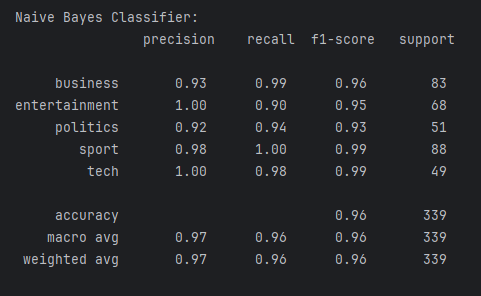 Naive Bayes Classifier:
precision recall f1-score support
business 0.93 0.99 0.96 83
entertainment 1.00 0.90 0.95 68
politics 0.92 0.94 0.93 51
sport 0.98 1.00 0.99 88
tech 1.00 0.98 0.99 49
accuracy 0.96 339
macro avg 0.97 0.96 0.96 339
weighted avg 0.97 0.96 0.96 339